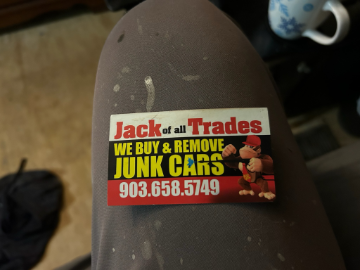 Jack of all Trades
WE BUY & REMOVE
JUNK CARS
903.658.5749